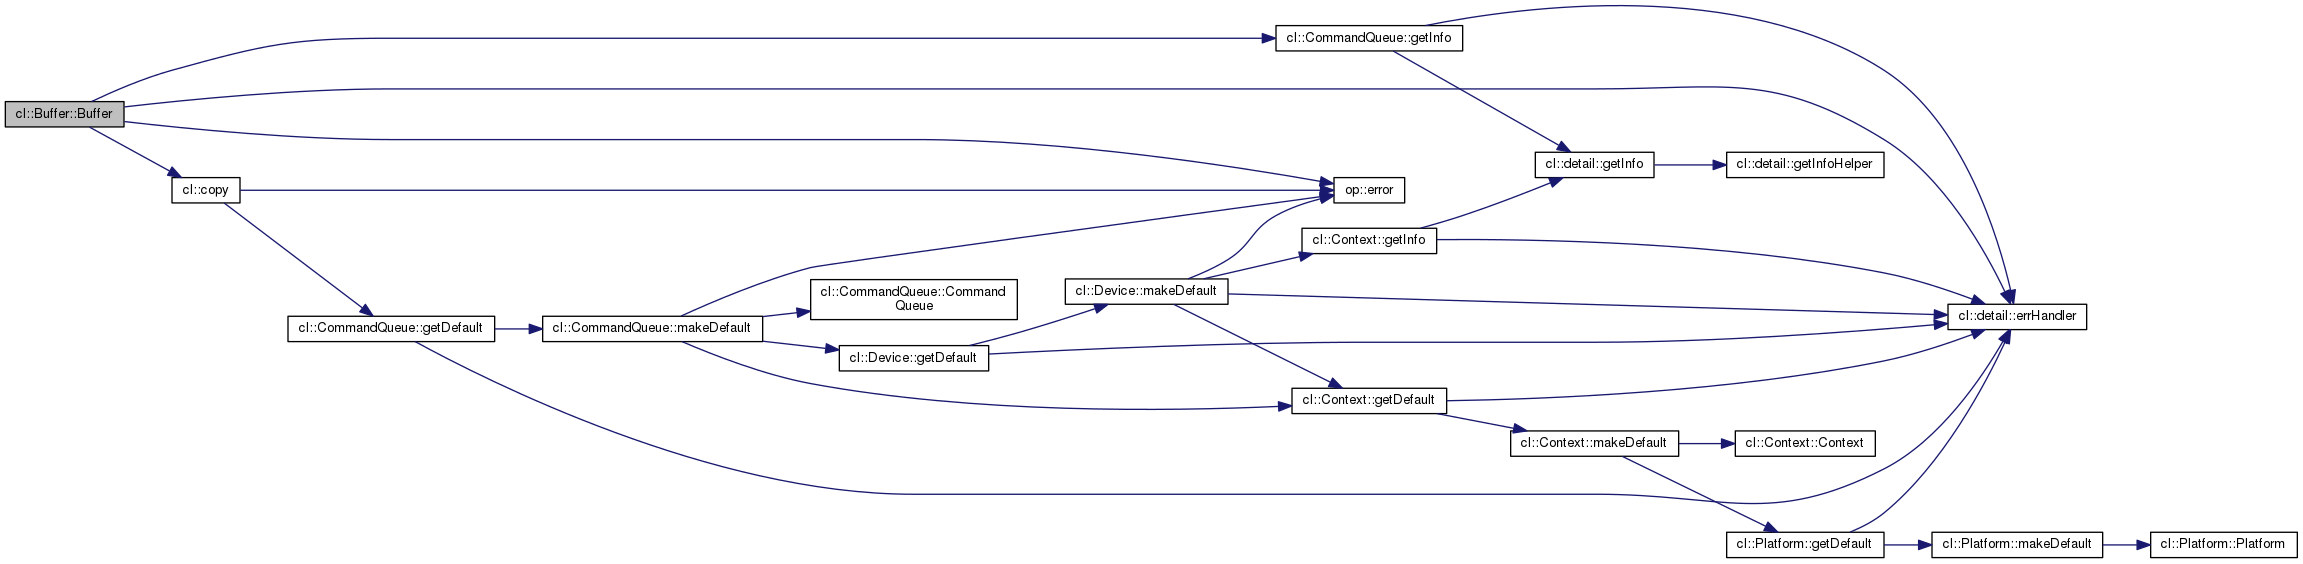 cl::Buffer::Buffer
cl::copy
cl::CommandQueue::getDefault
cl::CommandQueue::makeDefault
cl::CommandQueue::Command
Queue
cl::Device::getDefault
cl::Device::makeDefault
cl::CommandQueue::getInfo
op::error
cl::Context::getInfo
cl::Context::getDefault
cl::detail::getInfo
cl::Context::makeDefault
cl::detail::getInfoHelper
cl::Context::Context
cl::Platform::getDefault
cl::detail::errHandler
cl::Platform::makeDefault
cl::Platform::Platform